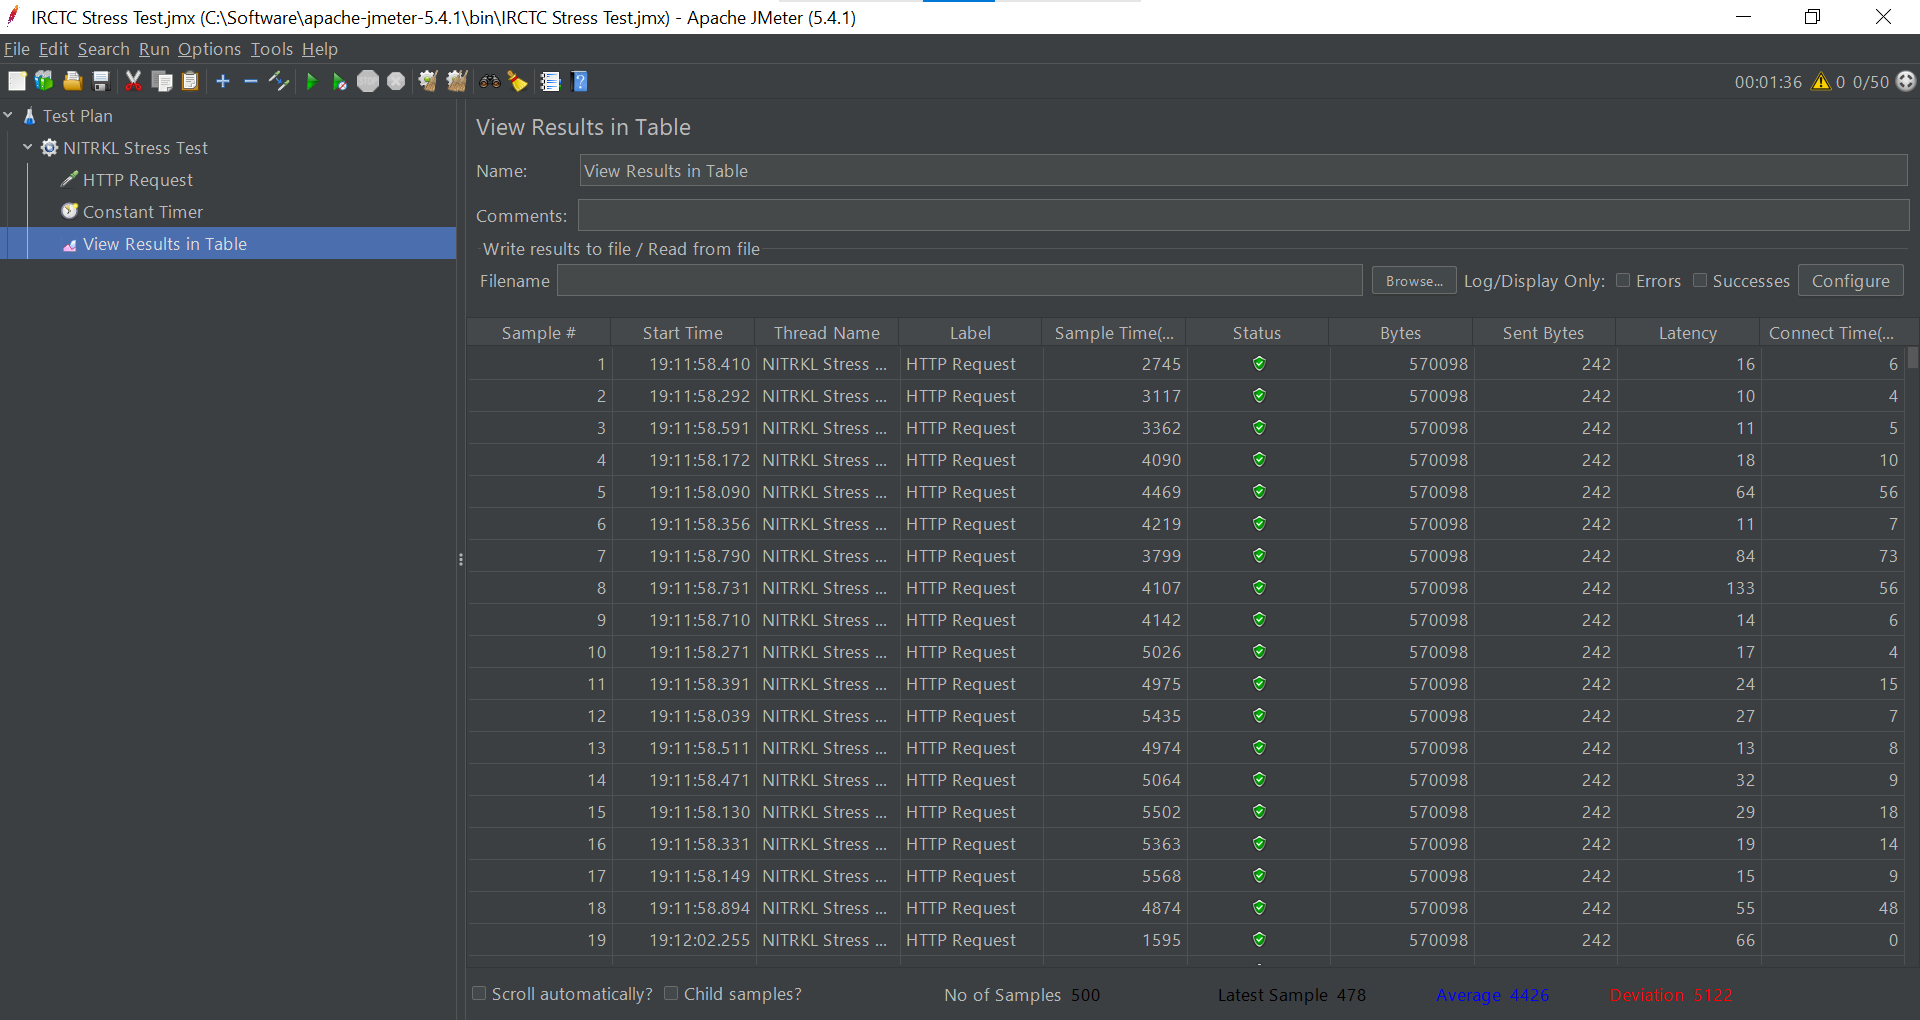 IRCTC Stress Test.jmx (C:\Software\apache-jmeter-5.4.1\bin\IRCTC Stress Test.jmx) - Apache JMeter (5.4.1)
File Edit Search Run Options Tools Help
00:01:36 0 0/50
Test Plan
NITRKL Stress Test
HTTP Request
Constant Timer
View Results in Table
View Results in Table
Name: View Results in Table
Comments:
Write results to file / Read from file
Filename Browse... Log/Display Only: Errors Successes Configure
Sample # Start Time Thread Name Label Sample Time(... Status Bytes Sent Bytes Latency Connect Time(...
1 19:11:58.410 NITRKL Stress ... HTTP Request 2745 570098 242 16 6
2 19:11:58.292 NITRKL Stress ... HTTP Request 3117 570098 242 10 4
3 19:11:58.591 NITRKL Stress ... HTTP Request 3362 570098 242 11 5
4 19:11:58.172 NITRKL Stress ... HTTP Request 4090 570098 242 18 10
5 19:11:58.090 NITRKL Stress ... HTTP Request 4469 570098 242 64 56
6 19:11:58.356 NITRKL Stress ... HTTP Request 4219 570098 242 11 7
7 19:11:58.790 NITRKL Stress ... HTTP Request 3799 570098 242 84 73
8 19:11:58.731 NITRKL Stress ... HTTP Request 4107 570098 242 133 56
9 19:11:58.710 NITRKL Stress ... HTTP Request 4142 570098 242 14 6
10 19:11:58.271 NITRKL Stress ... HTTP Request 5026 570098 242 17 4
11 19:11:58.391 NITRKL Stress ... HTTP Request 4975 570098 242 24 15
12 19:11:58.039 NITRKL Stress ... HTTP Request 5435 570098 242 27 7
13 19:11:58.511 NITRKL Stress ... HTTP Request 4974 570098 242 13 8
14 19:11:58.471 NITRKL Stress ... HTTP Request 5064 570098 242 32 9
15 19:11:58.130 NITRKL Stress ... HTTP Request 5502 570098 242 29 18
16 19:11:58.331 NITRKL Stress ... HTTP Request 5363 570098 242 19 14
17 19:11:58.149 NITRKL Stress ... HTTP Request 5568 570098 242 15 9
18 19:11:58.894 NITRKL Stress ... HTTP Request 4874 570098 242 55 48
19 19:12:02.255 NITRKL Stress ... HTTP Request 1595 570098 242 66 0
Scroll automatically? Child samples? No of Samples 500 Latest Sample 478 Average 4426 Deviation 5122